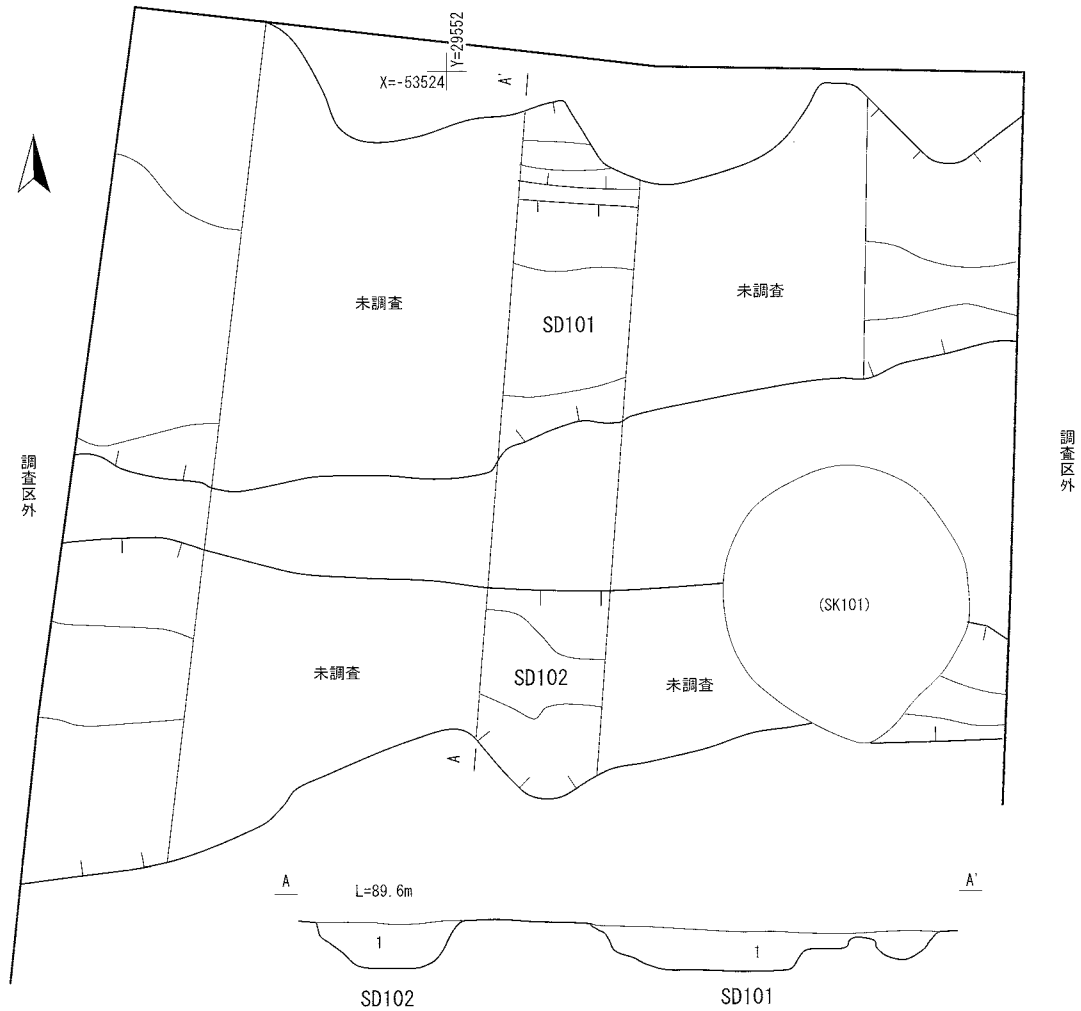 Y=29552
X=-53524
A'
未調査
未調査
SD101
調査区外
調査区外
(SK101)
未調査
SD102
未調査
A
A
L=89.6m
A'
1
1
SD102
SD101